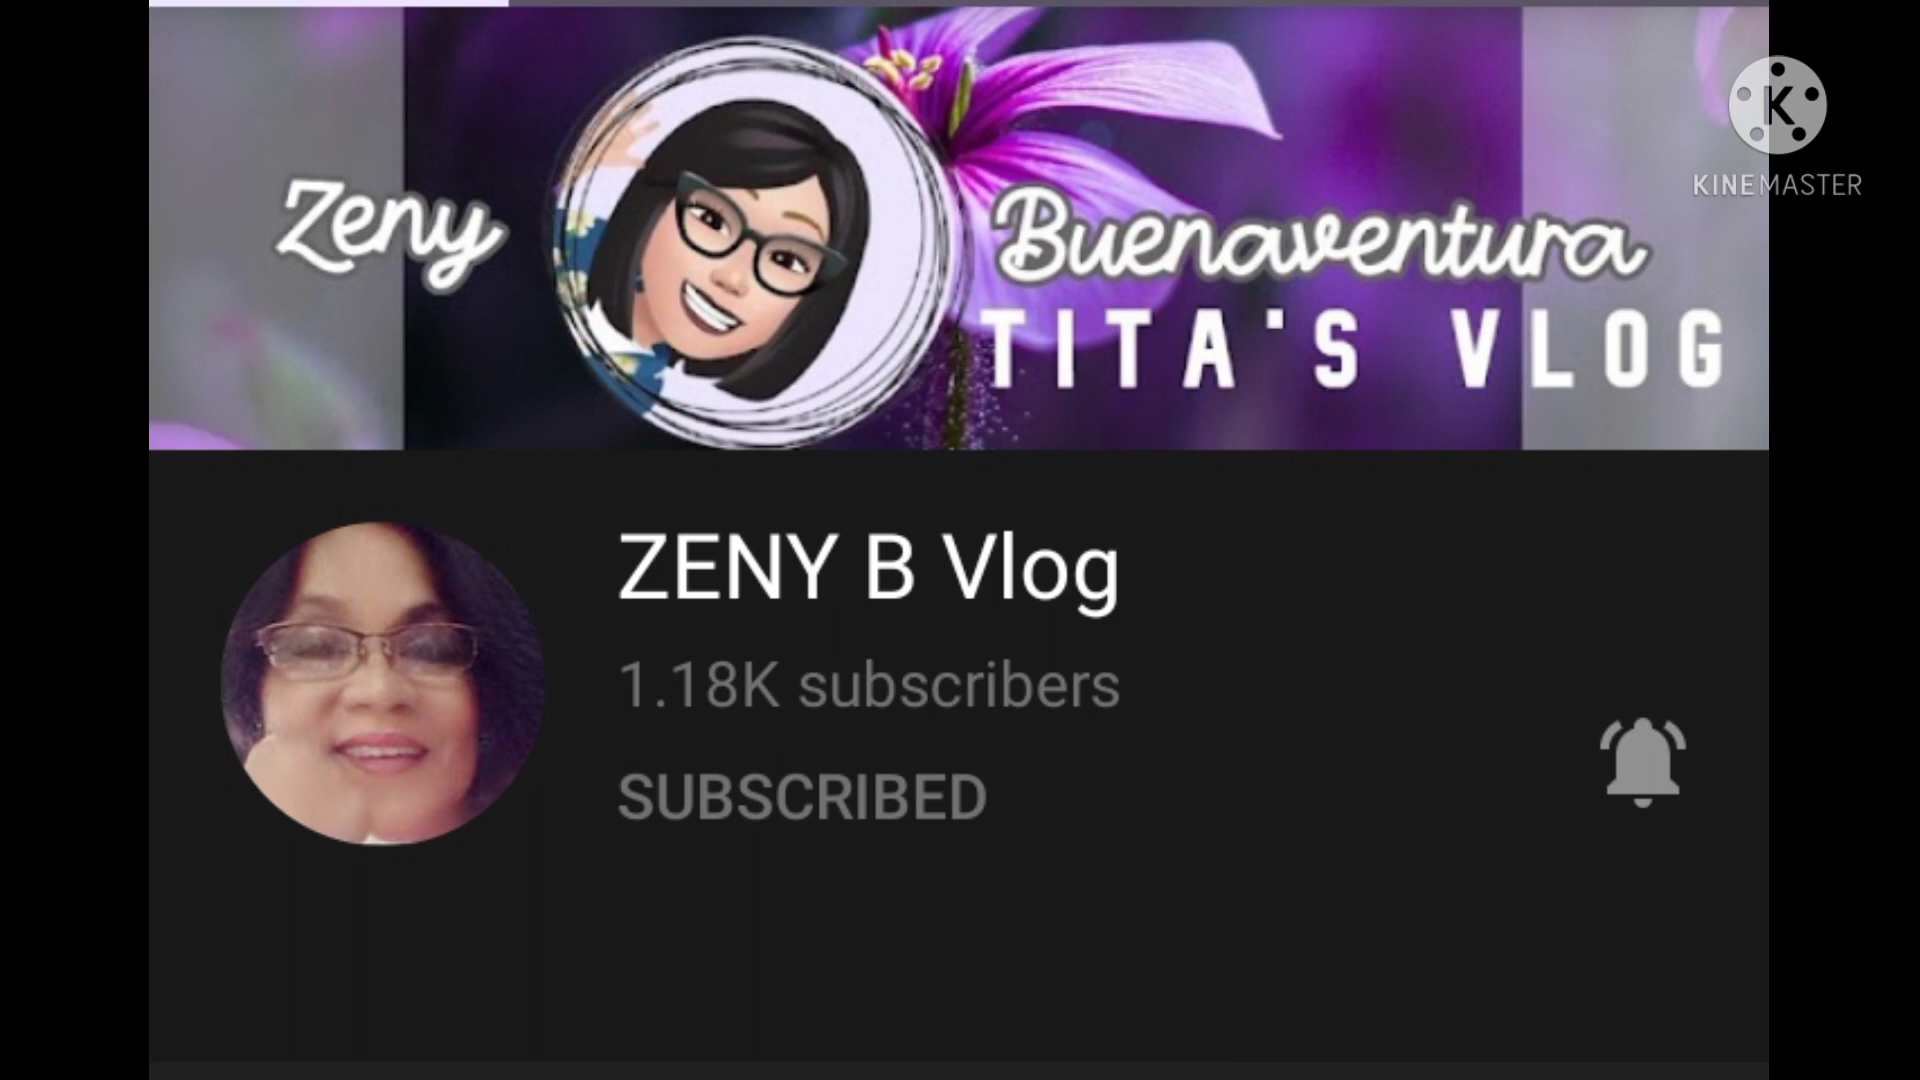 Zeny
Buenaventura
TITA'S VLOG
K
KINEMASTER
ZENY B Vlog
1.18K subscribers
SUBSCRIBED